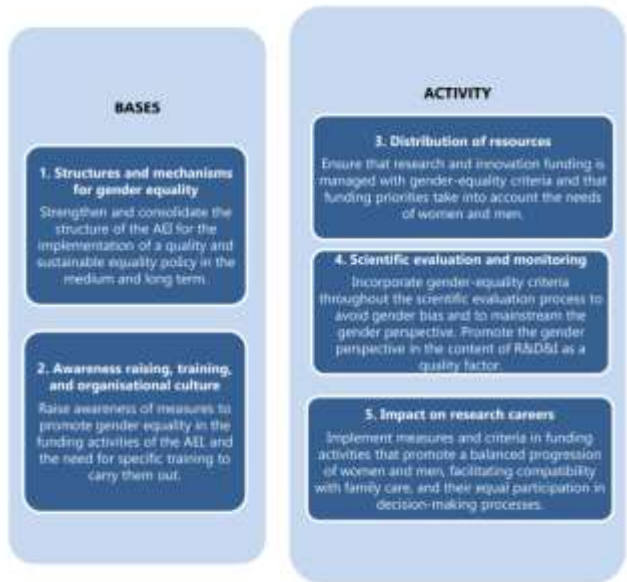 BASES
1. Structures and mechanisms
for gender equality
Strengthen and consolidate the
structure of the AEI for the
implementation of a quality and
sustainable equality policy in the
medium and long term.
2. Awareness raising, training,
and organisational culture
Raise awareness of measures to
promote gender equality in the
funding activities of the AEI, and
the need for specific training to
carry them out.
ACTIVITY
3. Distribution of resources
Ensure that research and innovation funding is
managed with gender-equality criteria and that
funding priorities take into account the needs
of women and men.
4. Scientific evaluation and monitoring
Incorporate gender-equality criteria
throughout the scientific evaluation process to
avoid gender bias and to mainstream the
gender perspective. Promote the gender
perspective in the content of R&D&I as a
quality factor.
5. Impact on research careers
Implement measures and criteria in funding
activities that promote a balanced progression
of women and men, facilitating compatibility
with family care, and their equal participation in
decision-making processes.